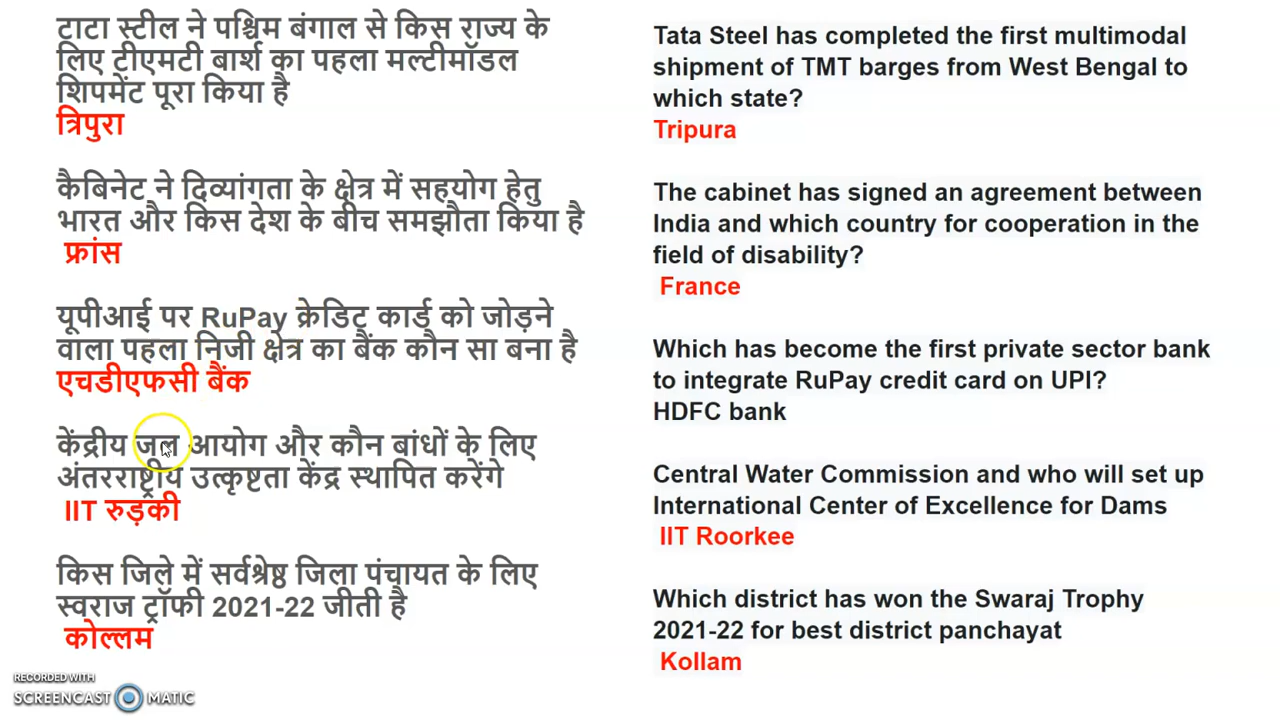 टाटा स्टील ने पश्चिम बंगाल से किस राज्य के
लिए टीएमटी बार्श का पहला मल्टीमॉडल
शिपमेंट पूरा किया है
त्रिपुरा
कैबिनेट ने दिव्यांगता के क्षेत्र में सहयोग हेतु
भारत और किस देश के बीच समझौता किया है
फ्रांस
यूपीआई पर RuPay क्रेडिट कार्ड को जोड़ने
वाला पहला निजी क्षेत्र का बैंक कौन सा बना है
एचडीएफसी बैंक
केंद्रीय जल आयोग और कौन बांधों के लिए
अंतरराष्ट्रीय उत्कृष्टता केंद्र स्थापित करेंगे
IIT रुड़की
किस जिले में सर्वश्रेष्ठ जिला पंचायत के लिए
स्वराज ट्रॉफी 2021-22 जीती है
कोल्लम
Tata Steel has completed the first multimodal
shipment of TMT barges from West Bengal to
which state?
Tripura
The cabinet has signed an agreement between
India and which country for cooperation in the
field of disability?
France
Which has become the first private sector bank
to integrate RuPay credit card on UPI?
HDFC bank
Central Water Commission and who will set up
International Center of Excellence for Dams
IIT Roorkee
Which district has won the Swaraj Trophy
2021-22 for best district panchayat
Kollam
RECORDED WITH
SCREENCAST MATIC